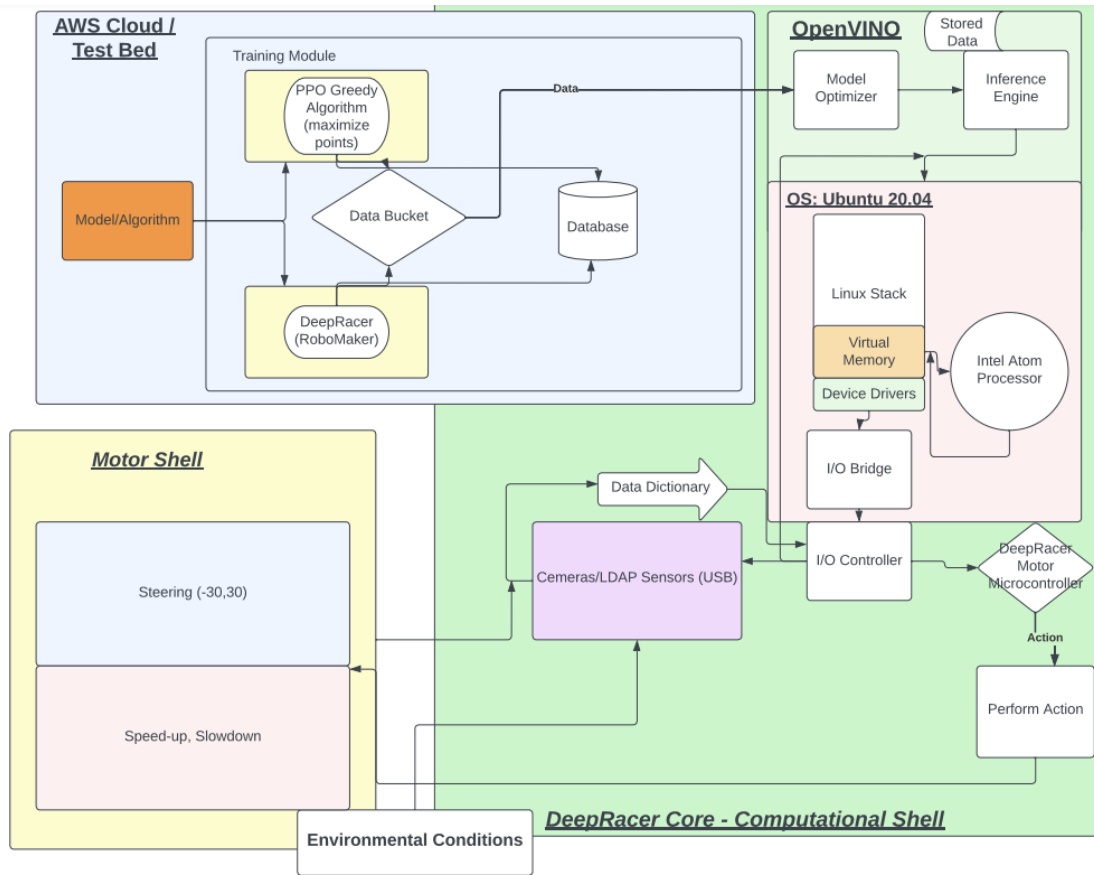 AWS Cloud /
Test Bed
Training Module
PPO Greedy
Algorithm
(maximize
points)
Model/Algorithm
Data Bucket
Database
DeepRacer
(RoboMaker)
Data
OpenVINO
Stored
Data
Model
Optimizer
Inference
Engine
OS: Ubuntu 20.04
Linux Stack
Virtual
Memory
Device Drivers
Intel Atom
Processor
I/O Bridge
I/O Controller
Motor Shell
Steering (-30,30)
Speed-up, Slowdown
Data Dictionary
Cemeras/LDAP Sensors (USB)
DeepRacer
Motor
Microcontroller
Action
Perform Action
Environmental Conditions
DeepRacer Core - Computational Shell